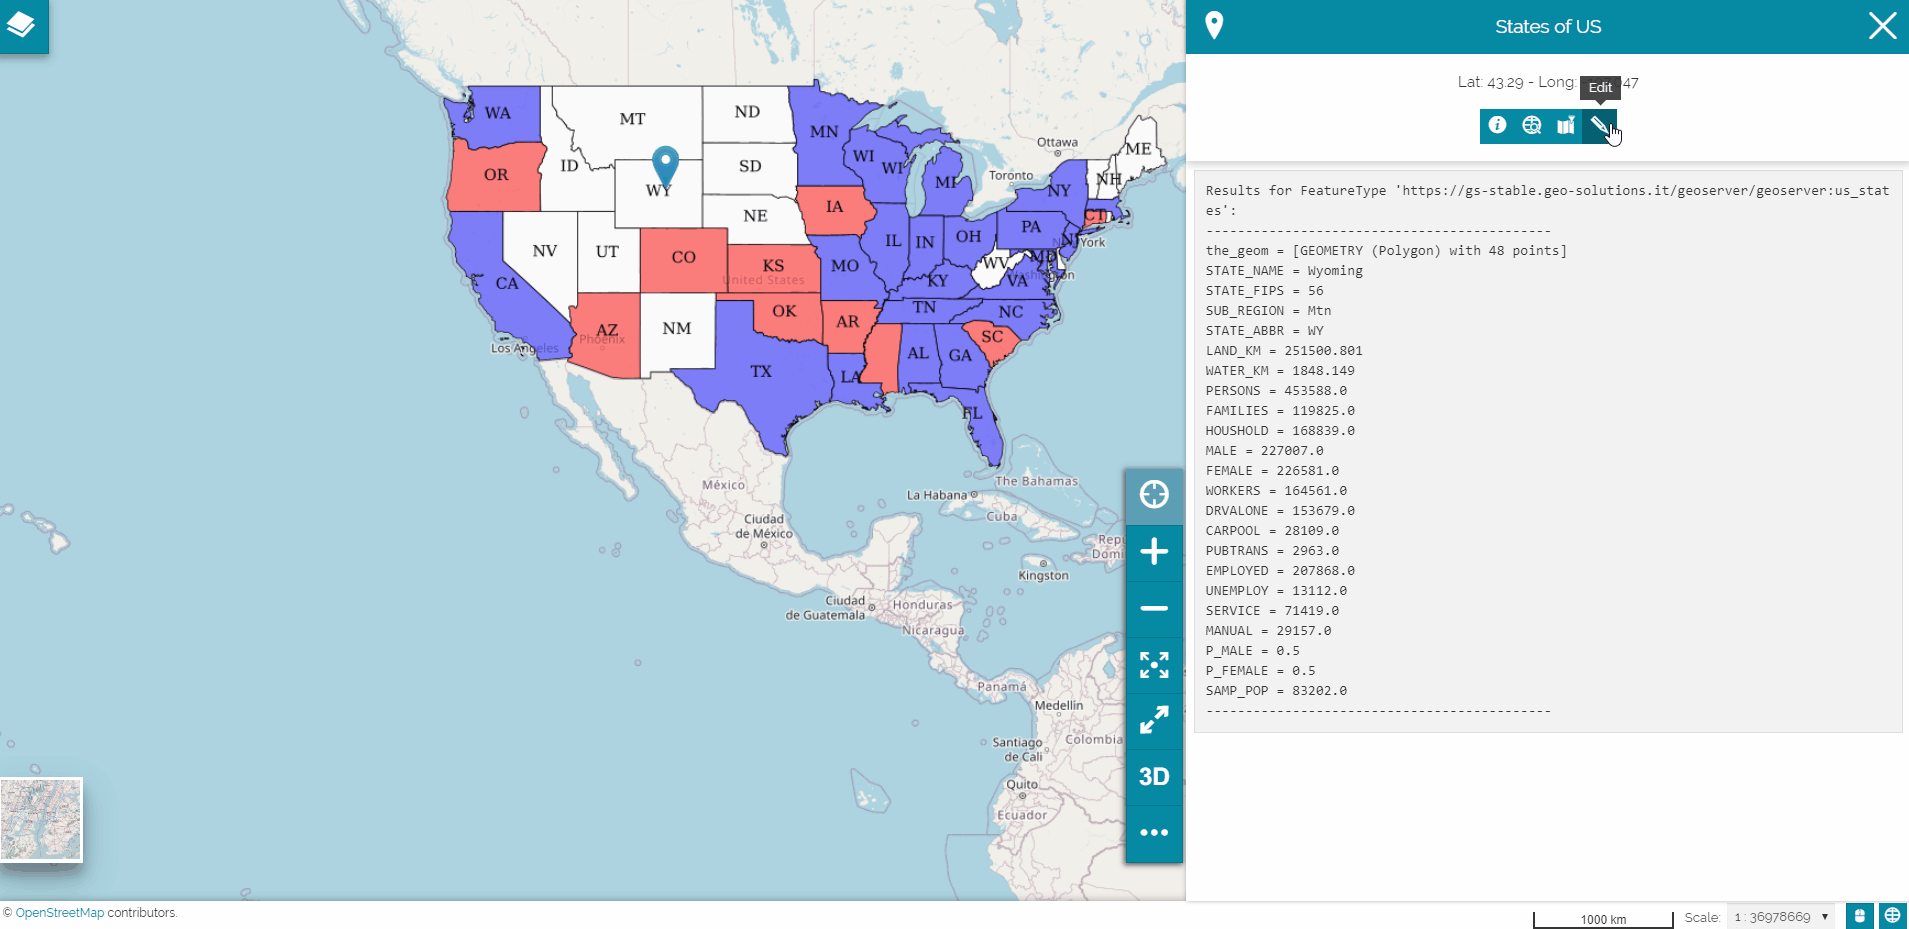 States of US
Lat: 43.29 - Long:
Edit
Results for FeatureType 'https://gs-stable.geo-solutions.it/geoserver/geoserver:us_stat
es':
--------------------------------------------
the_geom = [GEOMETRY (Polygon) with 48 points]
STATE_NAME = Wyoming
STATE_FIPS = 56
SUB_REGION = Mtn
STATE_ABBR = WY
LAND_KM = 251500.801
WATER_KM = 1848.149
PERSONS = 453588.0
FAMILIES = 119825.0
HOUSHOLD = 168839.0
MALE = 227007.0
FEMALE = 226581.0
WORKERS = 164561.0
DRVALONE = 153679.0
CARPOOL = 28109.0
PUBTRANS = 2963.0
EMPLOYED = 207868.0
UNEMPLOY = 13112.0
SERVICE = 71419.0
MANUAL = 29157.0
P_MALE = 0.5
P_FEMALE = 0.5
SAMP_POP = 83202.0
--------------------------------------------
WA
MT
ND
MN
OR
ID
SD
WI
WI
MI
WY
NE
IA
NV
UT
CO
KS
MO
IL
IN
OH
PA
NY
NH
ME
CT
NJ
MD
WV
VA
KY
CA
AZ
NM
OK
AR
TN
NC
SC
TX
LA
AL
GA
FL
Ottawa
Toronto
New York
Washington
United States
Los Angeles
Phoenix
México
Ciudad
de México
La Habana
The Bahamas
Cuba
Kingston
Ciudad
de Guatemala
Honduras
Nicaragua
Panamá
Medellín
Santiago
de Cali
Colombia
Quito
Ecuador
3D
© OpenStreetMap contributors.
1000 km
Scale:
1 : 36978669